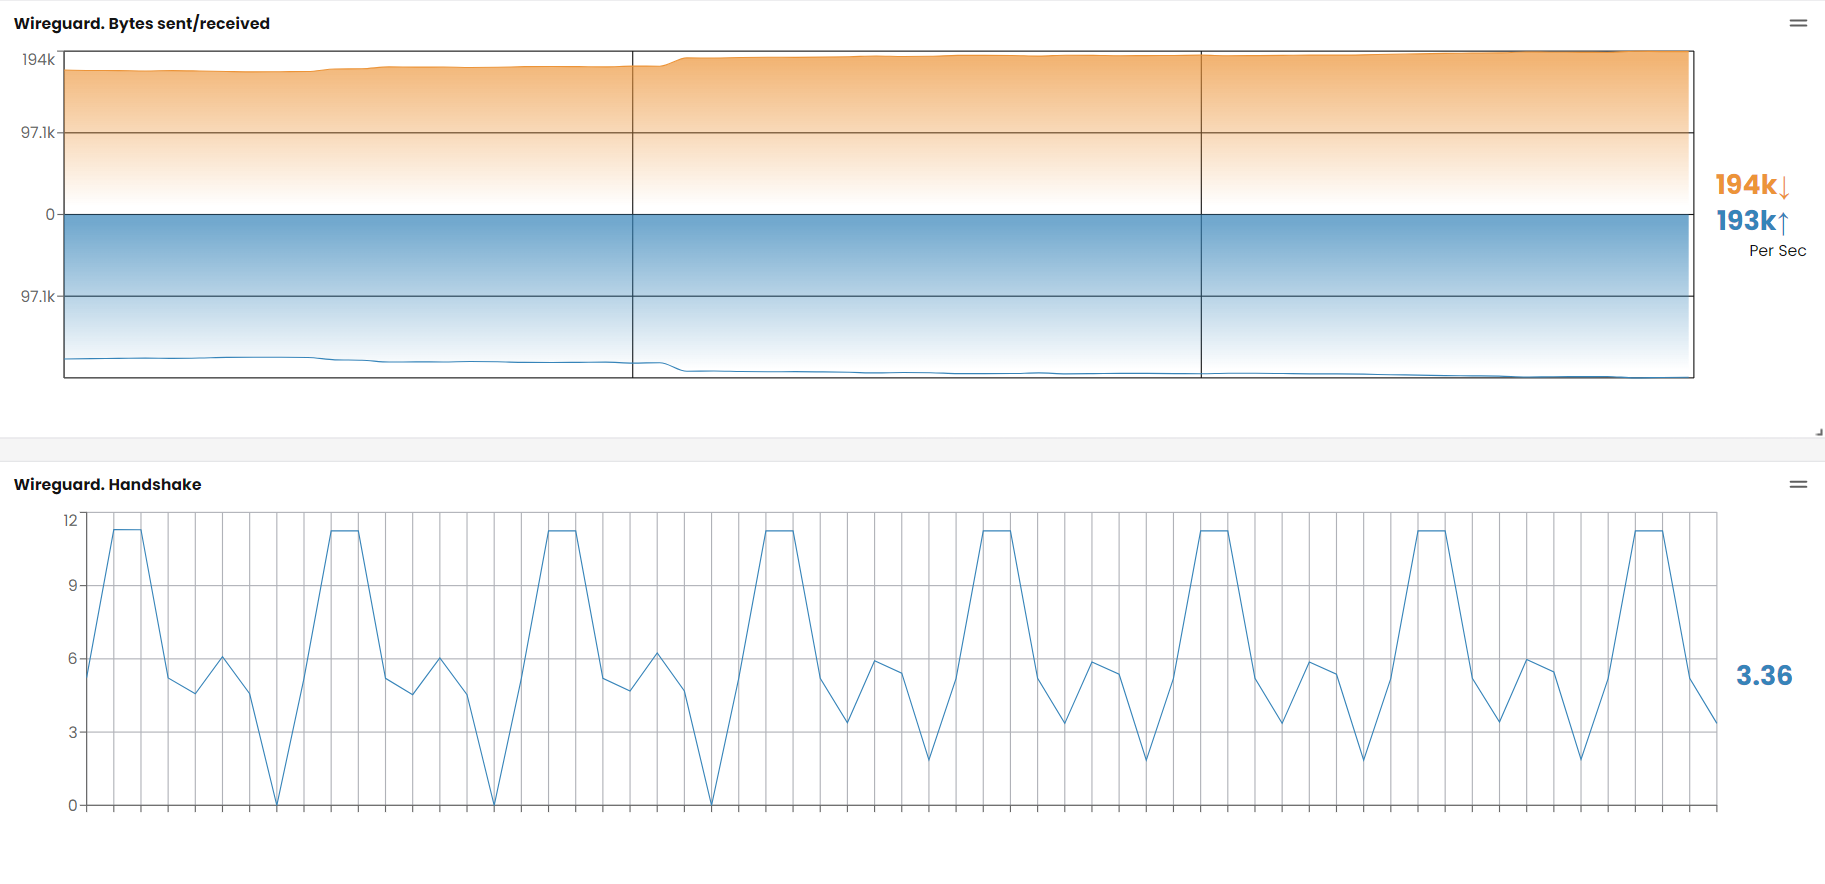 Wireguard. Bytes sent/received
194k
97.1k
0
97.1k
194k↓
193k↑
Per Sec
Wireguard. Handshake
12
9
6
3
0
3.36